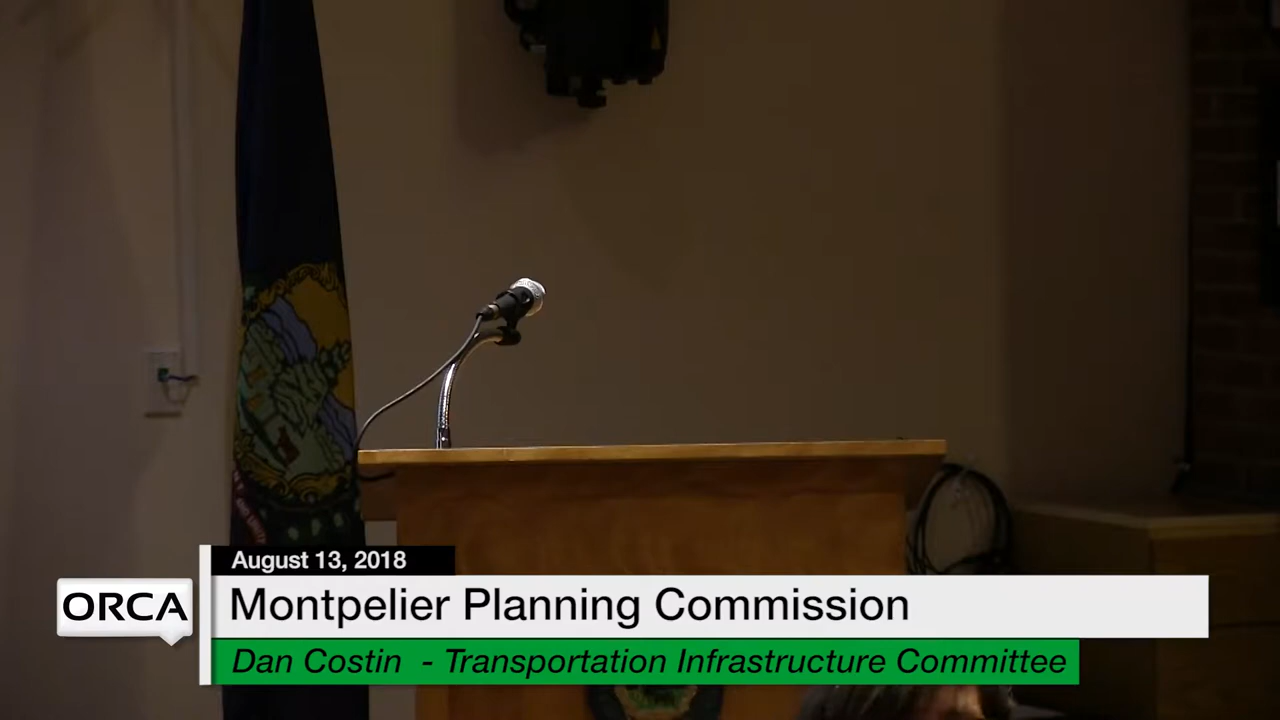 August 13, 2018
ORCA
Montpelier Planning Commission
Dan Costin - Transportation Infrastructure Committee